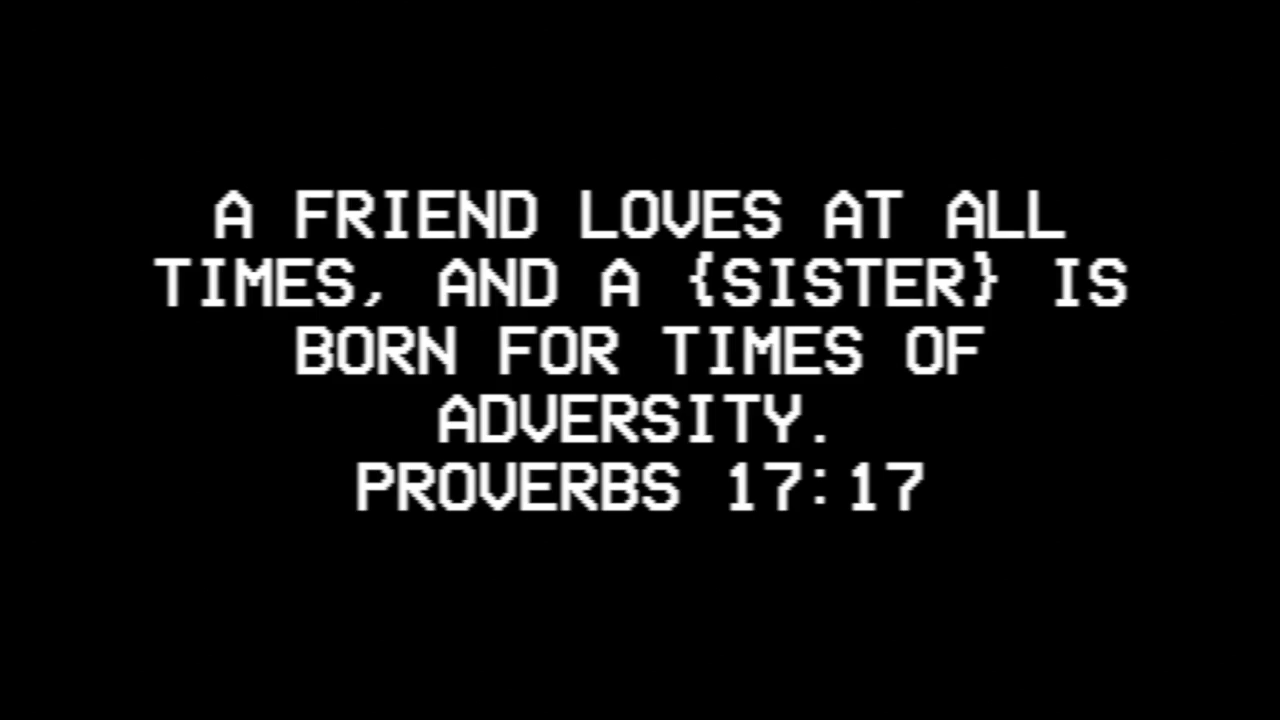 A FRIEND LOVES AT ALL
TIMES, AND A {SISTER} IS
BORN FOR TIMES OF
ADVERSITY.
PROVERBS 17:17